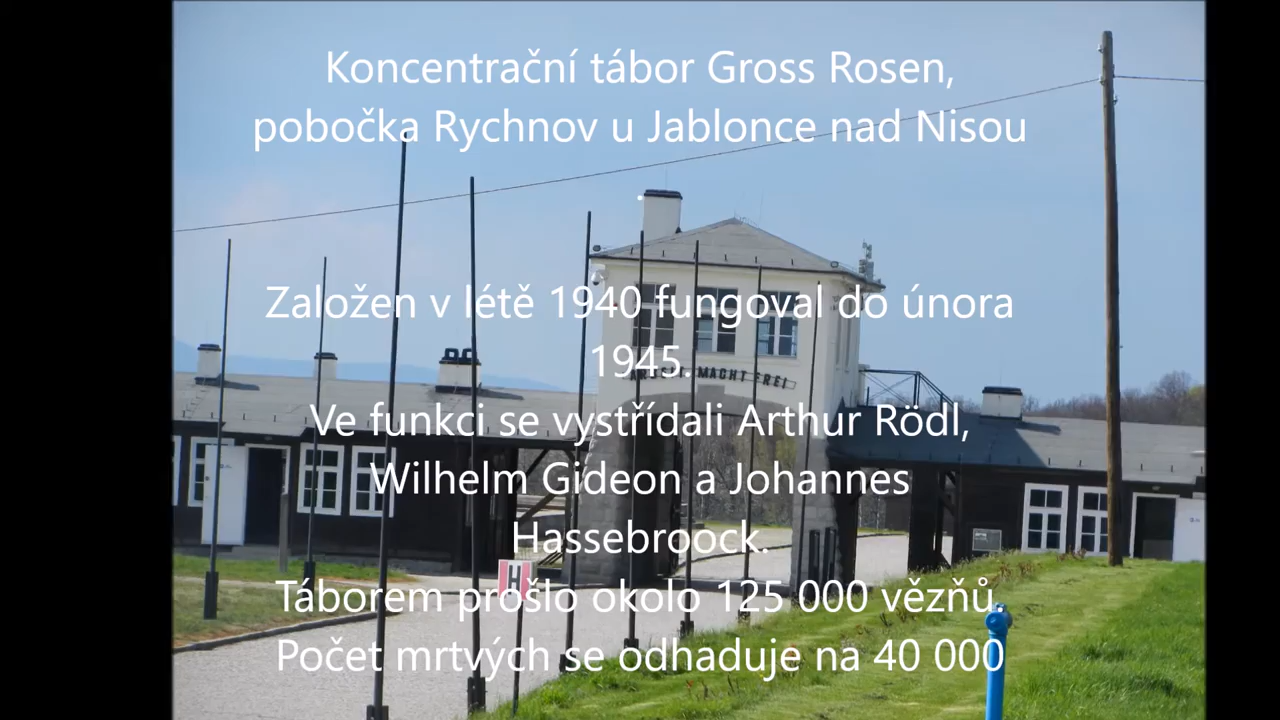 Koncentrační tábor Gross Rosen,
pobočka Rychnov u Jablonce nad Nisou
.
Založen v létě 1940 fungoval do února
1945.
ARBEIT MACHT FREI
Ve funkci se vystřídali Arthur Rödl,
Wilhelm Gideon a Johannes
Hassebroock.
H
Táborem prošlo okolo 125 000 vězňů.
Počet mrtvých se odhaduje na 40 000